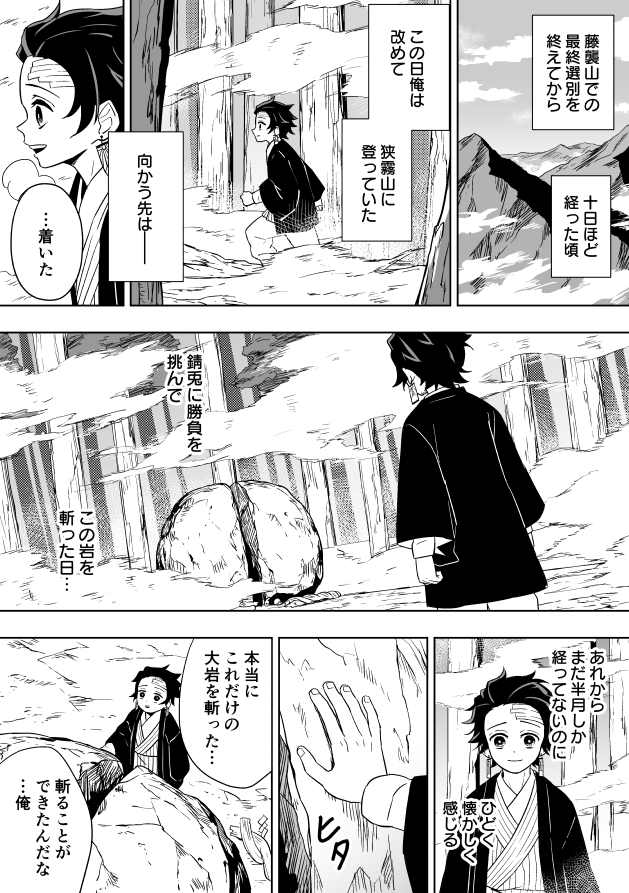 藤襲山での
最終選別を
終えてから
十日ほど
経った頃
この日俺は
改めて
狭霧山に
登っていた
向かう先は――
…着いた
錆兎に勝負を
挑んで
この岩を
斬った日…
あれから
まだ半月しか
経ってないのに
ひどく
懐かしく
感じる
ヒタ
本当に
これだけの
大岩を斬った…
斬ることが
できたんだな
…俺